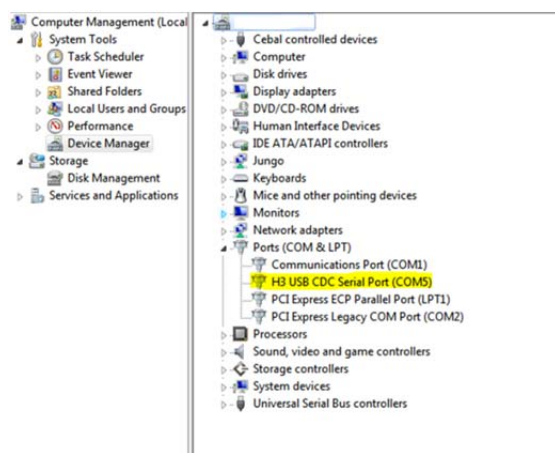 Computer Management (Local
System Tools
Task Scheduler
Event Viewer
Shared Folders
Local Users and Groups
Performance
Device Manager
Storage
Disk Management
Services and Applications
Cebal controlled devices
Computer
Disk drives
Display adapters
DVD/CD-ROM drives
Human Interface Devices
IDE ATA/ATAPI controllers
Jungo
Keyboards
Mice and other pointing devices
Monitors
Network adapters
Ports (COM & LPT)
Communications Port (COM1)
H3 USB CDC Serial Port (COM5)
PCI Express ECP Parallel Port (LPT1)
PCI Express Legacy COM Port (COM2)
Processors
Sound, video and game controllers
Storage controllers
System devices
Universal Serial Bus controllers